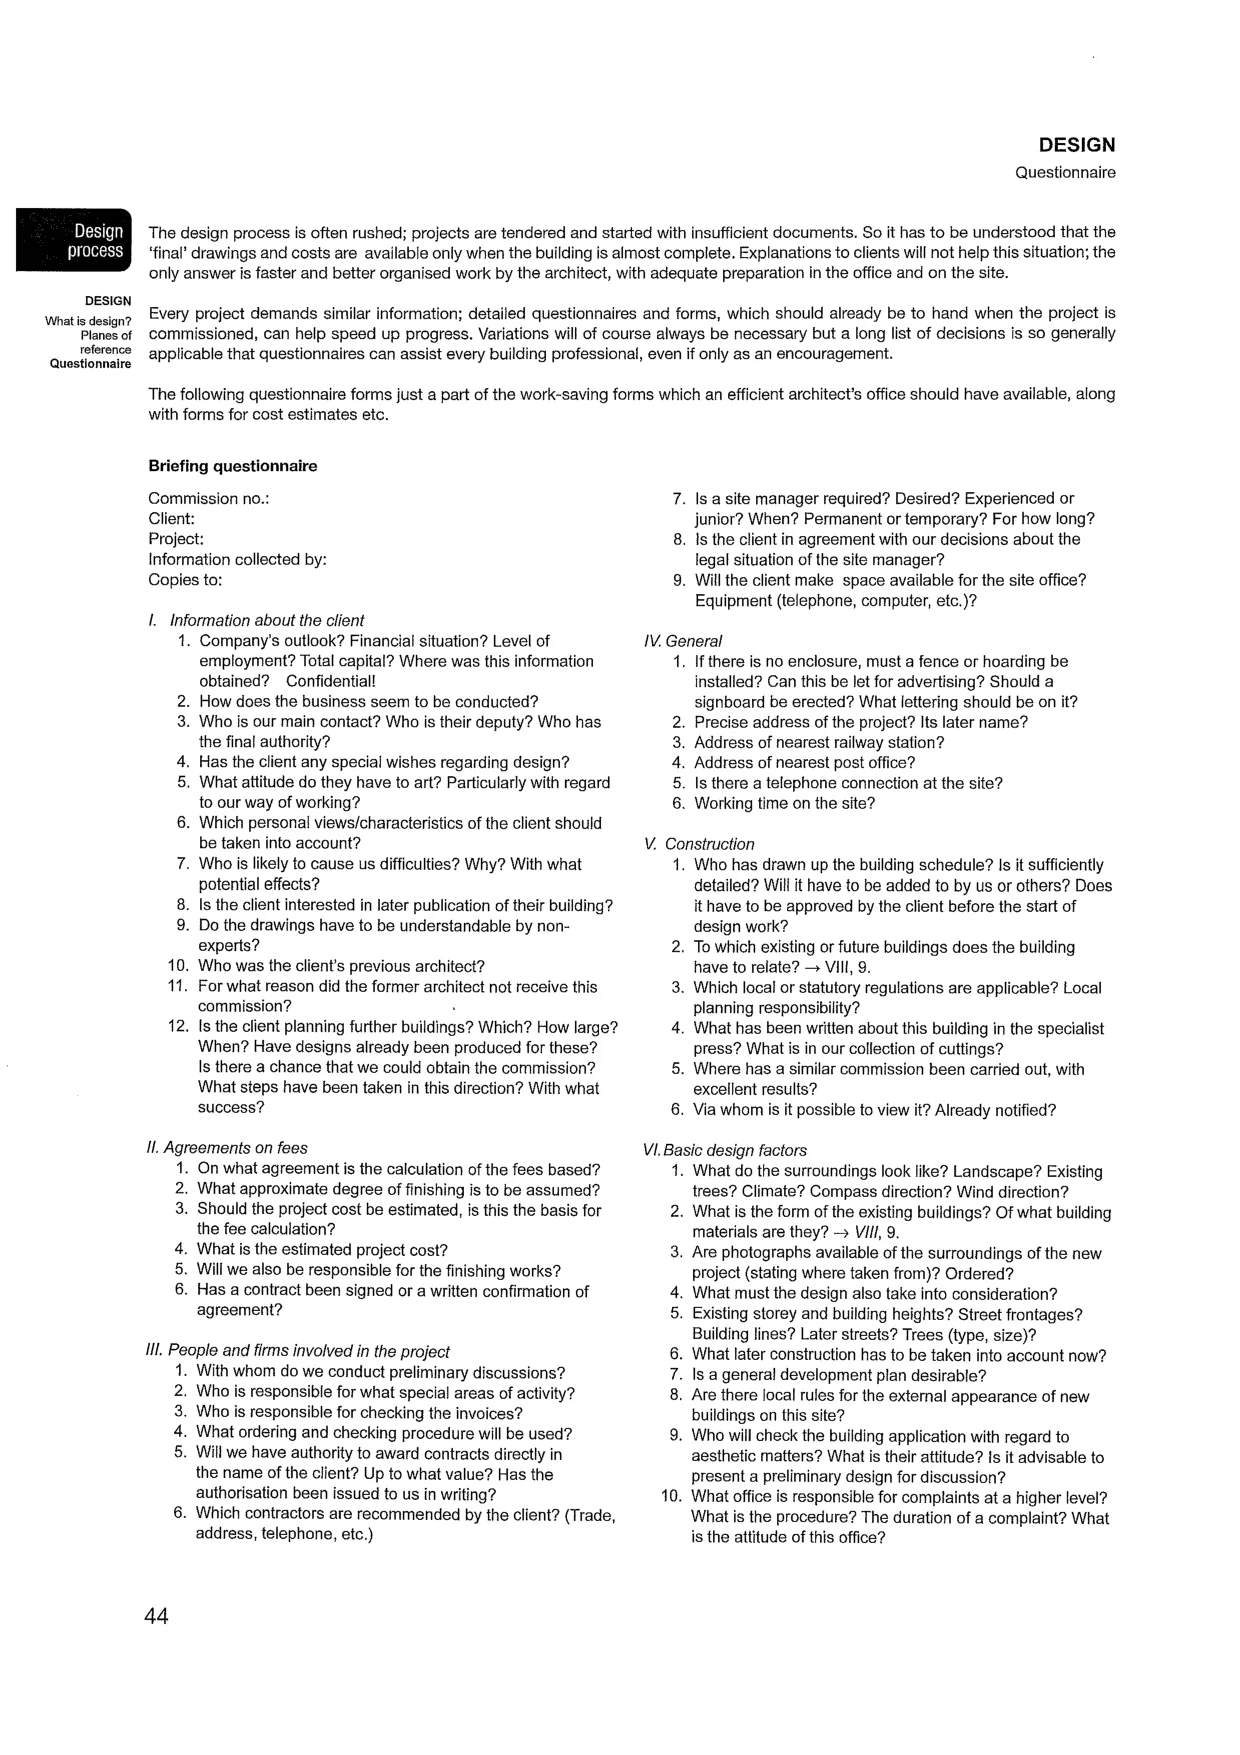 DESIGN
Questionnaire
Design
process
DESIGN
What is design?
Planes of
reference
Questionnaire
The design process is often rushed; projects are tendered and started with insufficient documents. So it has to be understood that the
‘final’ drawings and costs are available only when the building is almost complete. Explanations to clients will not help this situation; the
only answer is faster and better organised work by the architect, with adequate preparation in the office and on the site.
Every project demands similar information; detailed questionnaires and forms, which should already be to hand when the project is
commissioned, can help speed up progress. Variations will of course always be necessary but a long list of decisions is so generally
applicable that questionnaires can assist every building professional, even if only as an encouragement.
The following questionnaire forms just a part of the work-saving forms which an efficient architect's office should have available, along
with forms for cost estimates etc.
Briefing questionnaire
Commission no.:
Client:
Project:
Information collected by:
Copies to:
I. Information about the client
1. Company's outlook? Financial situation? Level of
employment? Total capital? Where was this information
obtained? Confidential!
2. How does the business seem to be conducted?
3. Who is our main contact? Who is their deputy? Who has
the final authority?
4. Has the client any special wishes regarding design?
5. What attitude do they have to art? Particularly with regard
to our way of working?
6. Which personal views/characteristics of the client should
be taken into account?
7. Who is likely to cause us difficulties? Why? With what
potential effects?
8. Is the client interested in later publication of their building?
9. Do the drawings have to be understandable by non-
experts?
10. Who was the client's previous architect?
11. For what reason did the former architect not receive this
commission?
12. Is the client planning further buildings? Which? How large?
When? Have designs already been produced for these?
Is there a chance that we could obtain the commission?
What steps have been taken in this direction? With what
success?
II. Agreements on fees
1. On what agreement is the calculation of the fees based?
2. What approximate degree of finishing is to be assumed?
3. Should the project cost be estimated, is this the basis for
the fee calculation?
4. What is the estimated project cost?
5. Will we also be responsible for the finishing works?
6. Has a contract been signed or a written confirmation of
agreement?
III. People and firms involved in the project
1. With whom do we conduct preliminary discussions?
2. Who is responsible for what special areas of activity?
3. Who is responsible for checking the invoices?
4. What ordering and checking procedure will be used?
5. Will we have authority to award contracts directly in
the name of the client? Up to what value? Has the
authorisation been issued to us in writing?
6. Which contractors are recommended by the client? (Trade,
address, telephone, etc.)
7. Is a site manager required? Desired? Experienced or
junior? When? Permanent or temporary? For how long?
8. Is the client in agreement with our decisions about the
legal situation of the site manager?
9. Will the client make space available for the site office?
Equipment (telephone, computer, etc.)?
IV. General
1. If there is no enclosure, must a fence or hoarding be
installed? Can this be let for advertising? Should a
signboard be erected? What lettering should be on it?
2. Precise address of the project? Its later name?
3. Address of nearest railway station?
4. Address of nearest post office?
5. Is there a telephone connection at the site?
6. Working time on the site?
V. Construction
1. Who has drawn up the building schedule? Is it sufficiently
detailed? Will it have to be added to by us or others? Does
it have to be approved by the client before the start of
design work?
2. To which existing or future buildings does the building
have to relate? → VIII, 9.
3. Which local or statutory regulations are applicable? Local
planning responsibility?
4. What has been written about this building in the specialist
press? What is in our collection of cuttings?
5. Where has a similar commission been carried out, with
excellent results?
6. Via whom is it possible to view it? Already notified?
VI. Basic design factors
1. What do the surroundings look like? Landscape? Existing
trees? Climate? Compass direction? Wind direction?
2. What is the form of the existing buildings? Of what building
materials are they? → VIII, 9.
3. Are photographs available of the surroundings of the new
project (stating where taken from)? Ordered?
4. What must the design also take into consideration?
5. Existing storey and building heights? Street frontages?
Building lines? Later streets? Trees (type, size)?
6. What later construction has to be taken into account now?
7. Is a general development plan desirable?
8. Are there local rules for the external appearance of new
buildings on this site?
9. Who will check the building application with regard to
aesthetic matters? What is their attitude? Is it advisable to
present a preliminary design for discussion?
10. What office is responsible for complaints at a higher level?
What is the procedure? The duration of a complaint? What
is the attitude of this office?
44